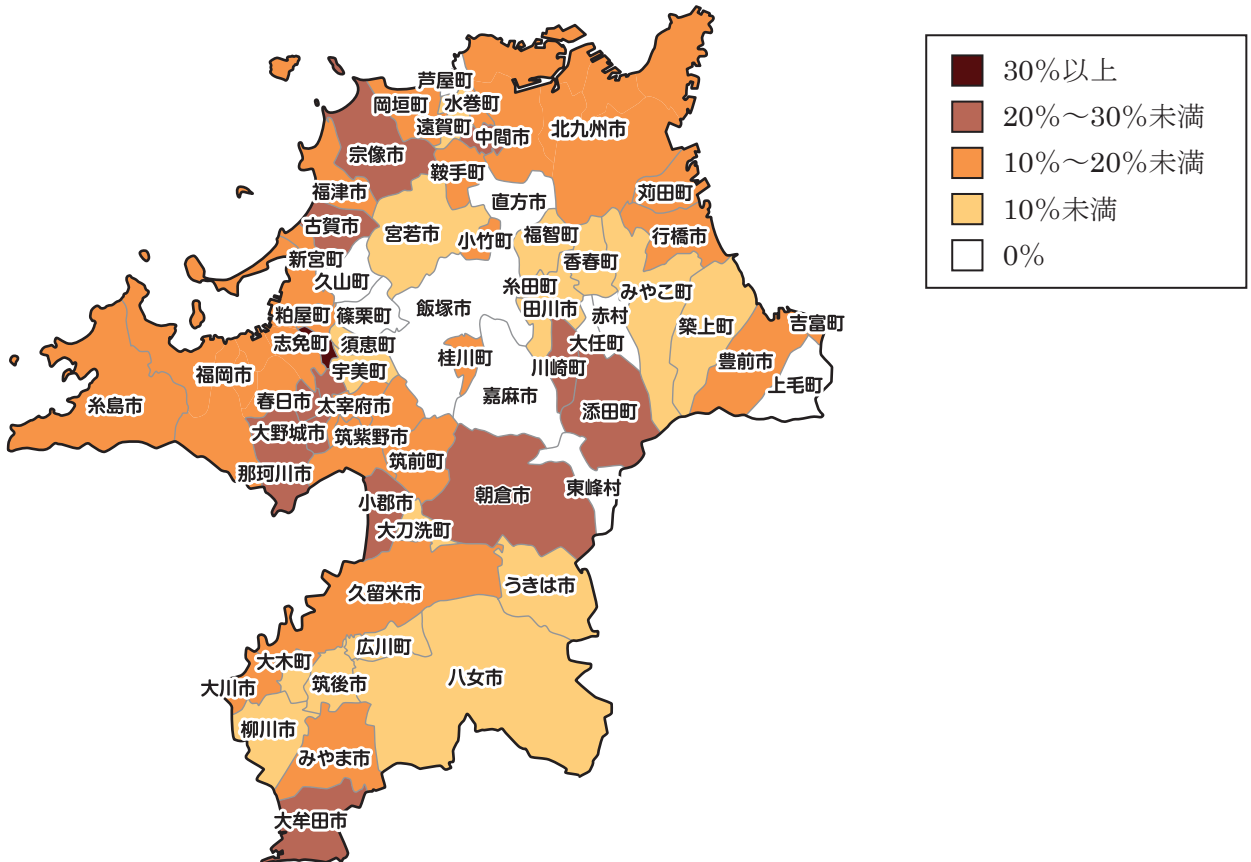 30%以上
20%～30%未満
10%～20%未満
10%未満
0%
芦屋町
岡垣町
水巻町
遠賀町
中間市
北九州市
宗像市
鞍手町
福津市
直方市
苅田町
古賀市
宮若市
小竹町
福智町
行橋市
新宮町
久山町
香春町
糸田町
みやこ町
粕屋町
篠栗町
飯塚市
田川市
赤村
築上町
吉富町
志免町
須恵町
大任町
豊前市
宇美町
桂川町
川崎町
上毛町
福岡市
糸島市
春日市
太宰府市
嘉麻市
添田町
大野城市
筑紫野市
筑前町
那珂川市
小郡市
朝倉市
東峰村
大刀洗町
久留米市
うきは市
広川町
大木町
大川市
筑後市
八女市
柳川市
みやま市
大牟田市